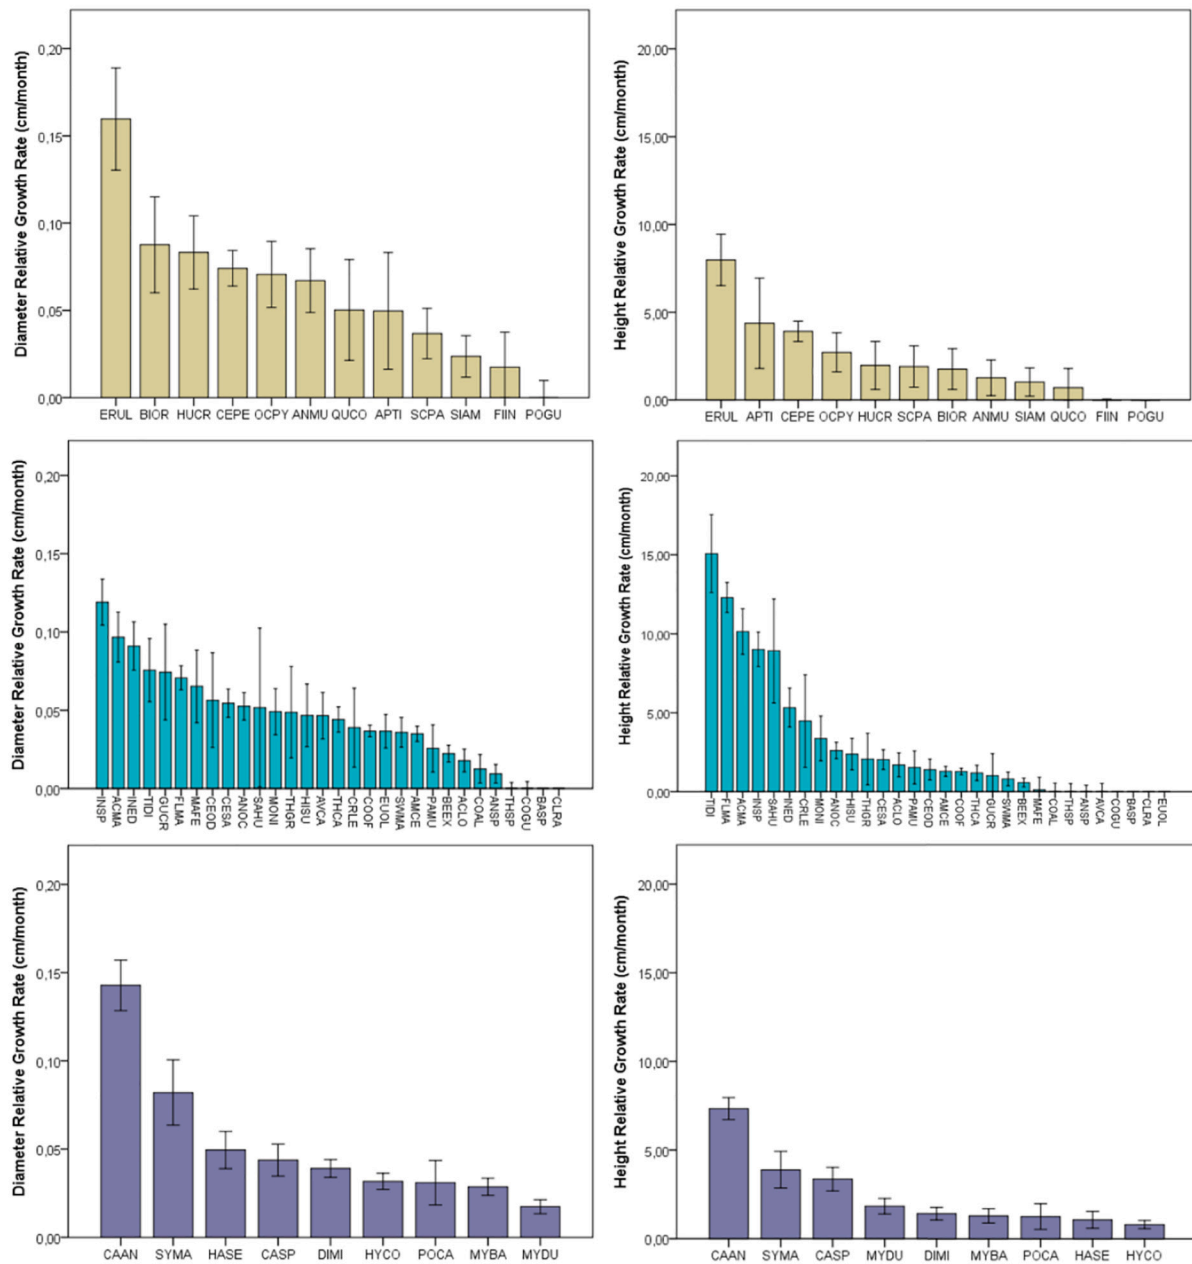 Diameter Relative Growth Rate (cm/month)
0,20
0,15
0,10
0,05
0,00
ERUL BIOR HUCR CEPE OCPY ANMU QUCO APTI SCPA SIAM FIIN POGU
Height Relative Growth Rate (cm/month)
20,00
15,00
10,00
5,00
0,00
ERUL APTI CEPE OCPY HUCR SCPA BIOR ANMU SIAM QUCO FIIN POGU
Diameter Relative Growth Rate (cm/month)
0,20
0,15
0,10
0,05
0,00
INSP ACMA INED TIDI GUCR FLMA MAFE CEOD CESA ANOC SAHU MONI THGR HISU AVCA THCA CRLE COOF EUOL SWMA AMCE PAMU BEEX ACLO COAL ANSP THSP COGU BASP CLRA
Height Relative Growth Rate (cm/month)
20,00
15,00
10,00
5,00
0,00
TIDI FLMA ACMA INSP SAHU INED CRLE MONI ANOC HISU THGR CESA ACLO PAMU CEOD AMCE COOF THCA GUCR SWMA BEEX MAFE COAL THSP ANSP AVCA COGU BASP CLRA EUOL
Diameter Relative Growth Rate (cm/month)
0,20
0,15
0,10
0,05
0,00
CAAN SYMA HASE CASP DIMI HYCO POCA MYBA MYDU
Height Relative Growth Rate (cm/month)
20,00
15,00
10,00
5,00
0,00
CAAN SYMA CASP MYDU DIMI MYBA POCA HASE HYCO